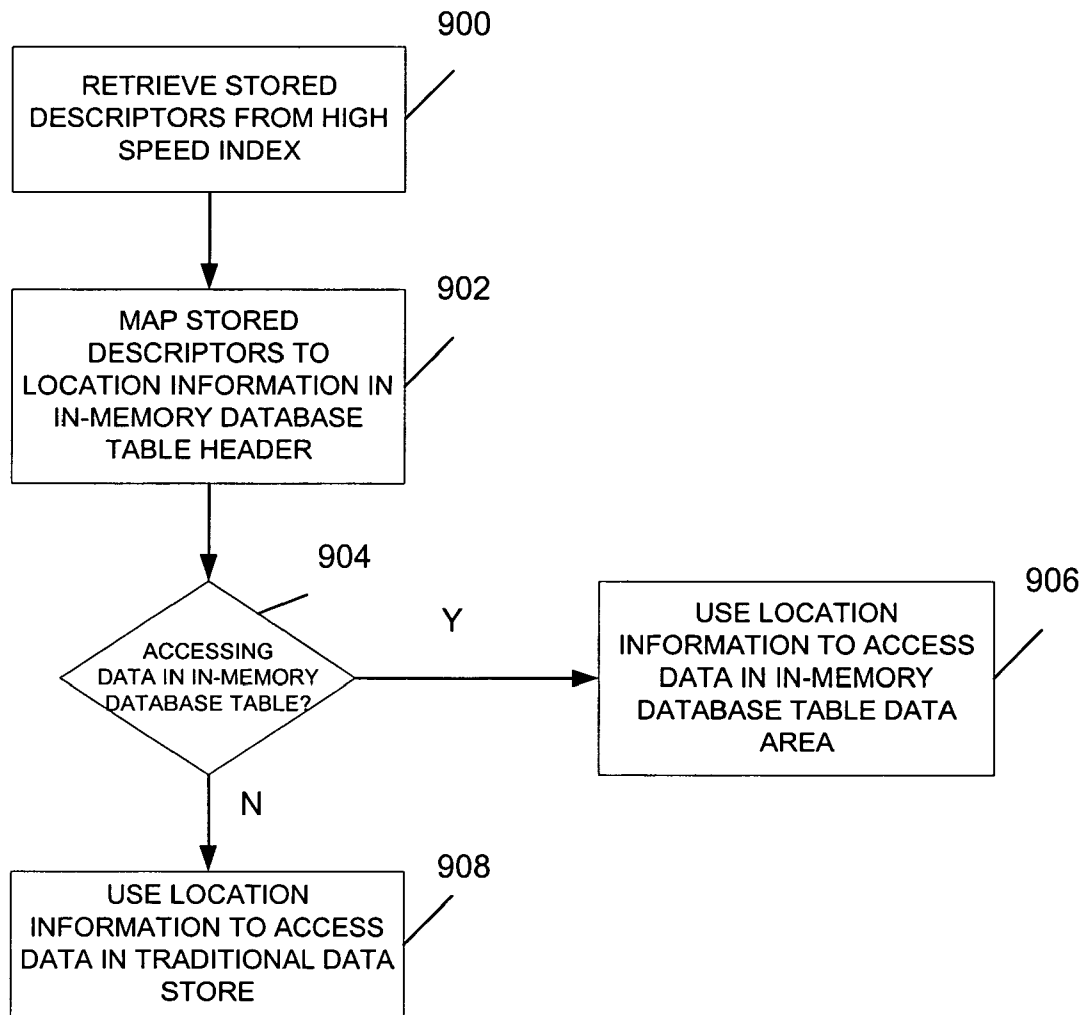 900
RETRIEVE STORED
DESCRIPTORS FROM HIGH
SPEED INDEX
902
MAP STORED
DESCRIPTORS TO
LOCATION INFORMATION IN
IN-MEMORY DATABASE
TABLE HEADER
904
ACCESSING
DATA IN IN-MEMORY
DATABASE TABLE?
Y
906
USE LOCATION
INFORMATION TO ACCESS
DATA IN IN-MEMORY
DATABASE TABLE DATA
AREA
N
908
USE LOCATION
INFORMATION TO ACCESS
DATA IN TRADITIONAL DATA
STORE